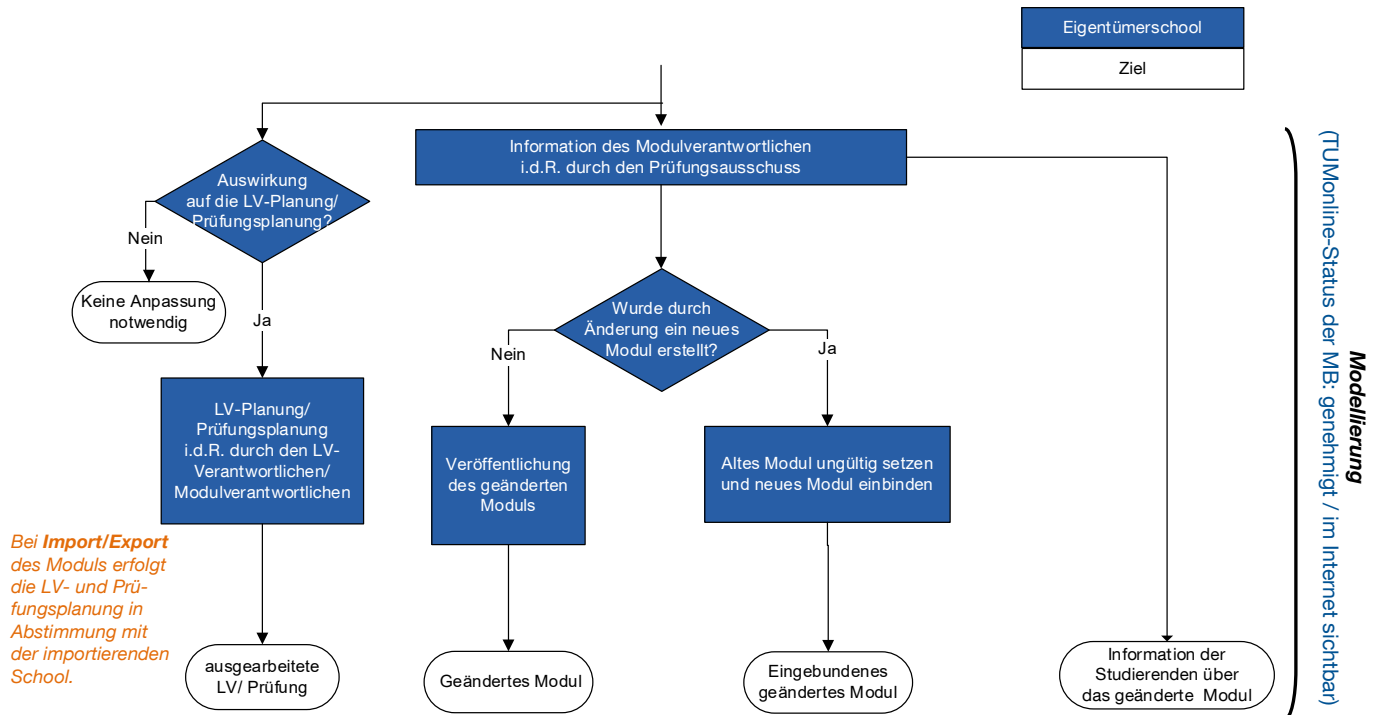 Eigentümerschool
Ziel
Information des Modulverantwortlichen
i.d.R. durch den Prüfungsausschuss
Auswirkung
auf die LV-Planung/
Prüfungsplanung?
Nein
Keine Anpassung
notwendig
Ja
Wurde durch
Änderung ein neues
Modul erstellt?
Nein
Ja
LV-Planung/
Prüfungsplanung
i.d.R. durch den LV-
Verantwortlichen/
Modulverantwortlichen
Veröffentlichung
des geänderten
Moduls
Altes Modul ungültig setzen
und neues Modul einbinden
Bei Import/Export
des Moduls erfolgt
die LV- und Prü-
fungsplanung in
Abstimmung mit
der importierenden
School.
ausgearbeitete
LV/ Prüfung
Geändertes Modul
Eingebundenes
geändertes Modul
Information der
Studierenden über
das geänderte Modul
Modellierung
(TUMonline-Status der MB: genehmigt / im Internet sichtbar)